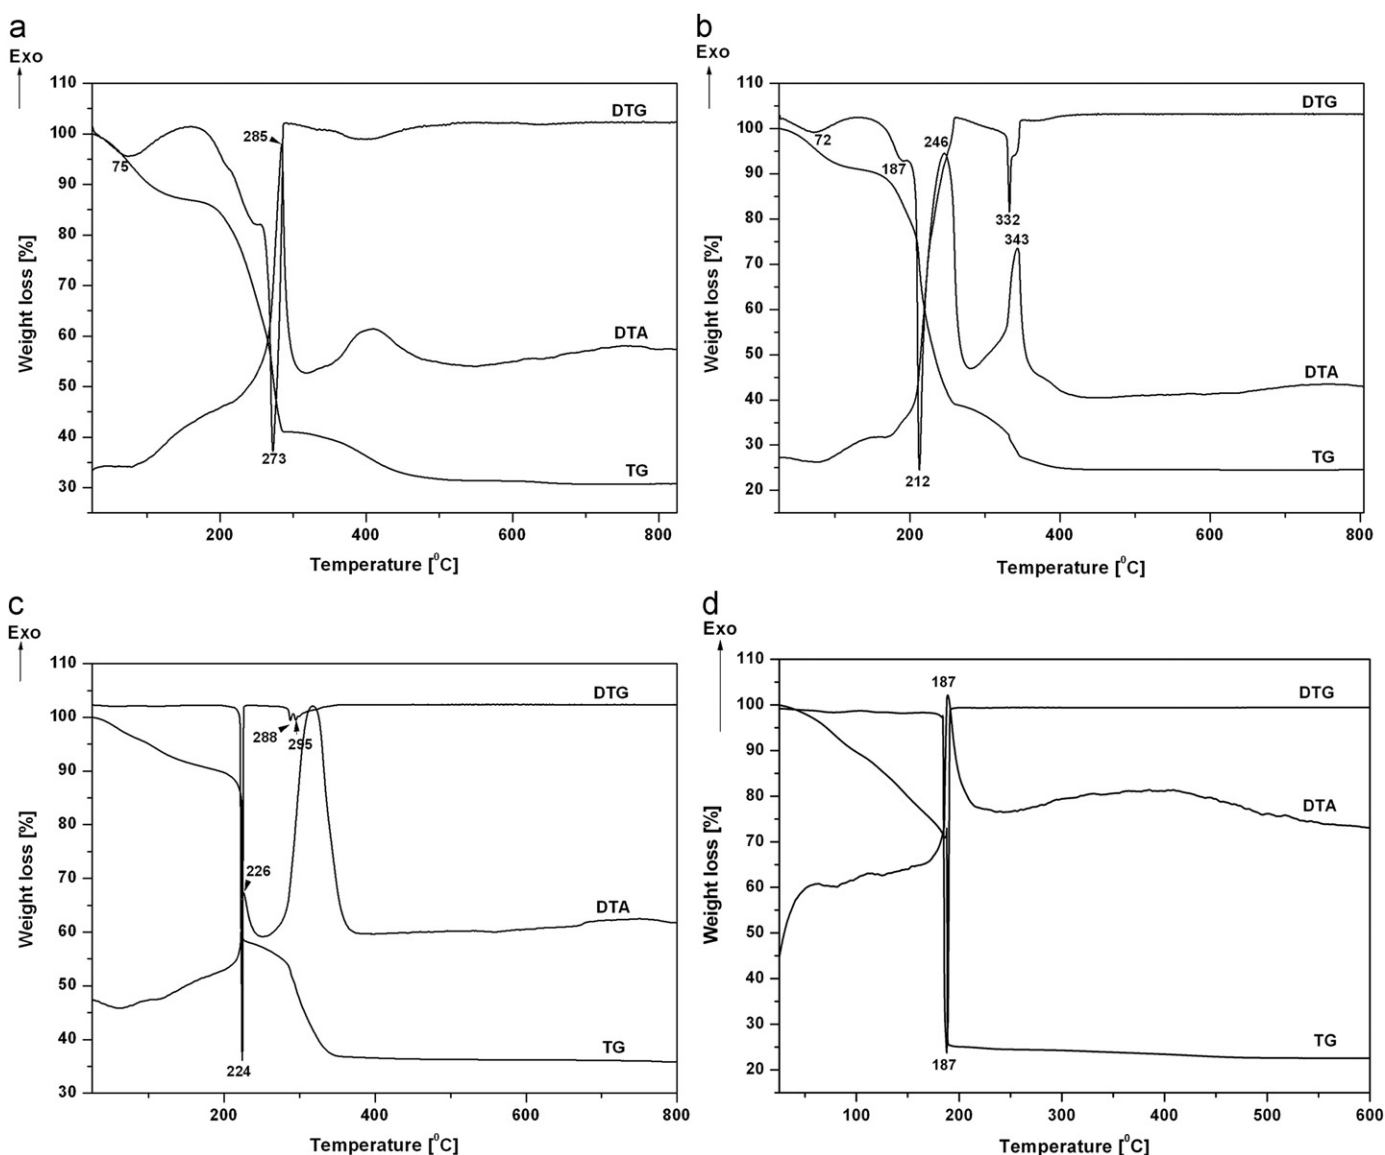 a
Exo
110
100
90
80
70
60
50
40
30
Weight loss [%]
DTG
285
75
DTA
273
TG
200
400
600
800
Temperature [⁰C]
b
Exo
110
100
90
80
70
60
50
40
30
20
Weight loss [%]
DTG
72
246
187
332
343
DTA
TG
212
200
400
600
800
Temperature [⁰C]
c
Exo
110
100
90
80
70
60
50
40
30
Weight loss [%]
DTG
288
295
226
DTA
TG
224
200
400
600
800
Temperature [⁰C]
d
Exo
110
100
90
80
70
60
50
40
30
20
Weight loss [%]
187
DTG
DTA
TG
187
100
200
300
400
500
600
Temperature [⁰C]